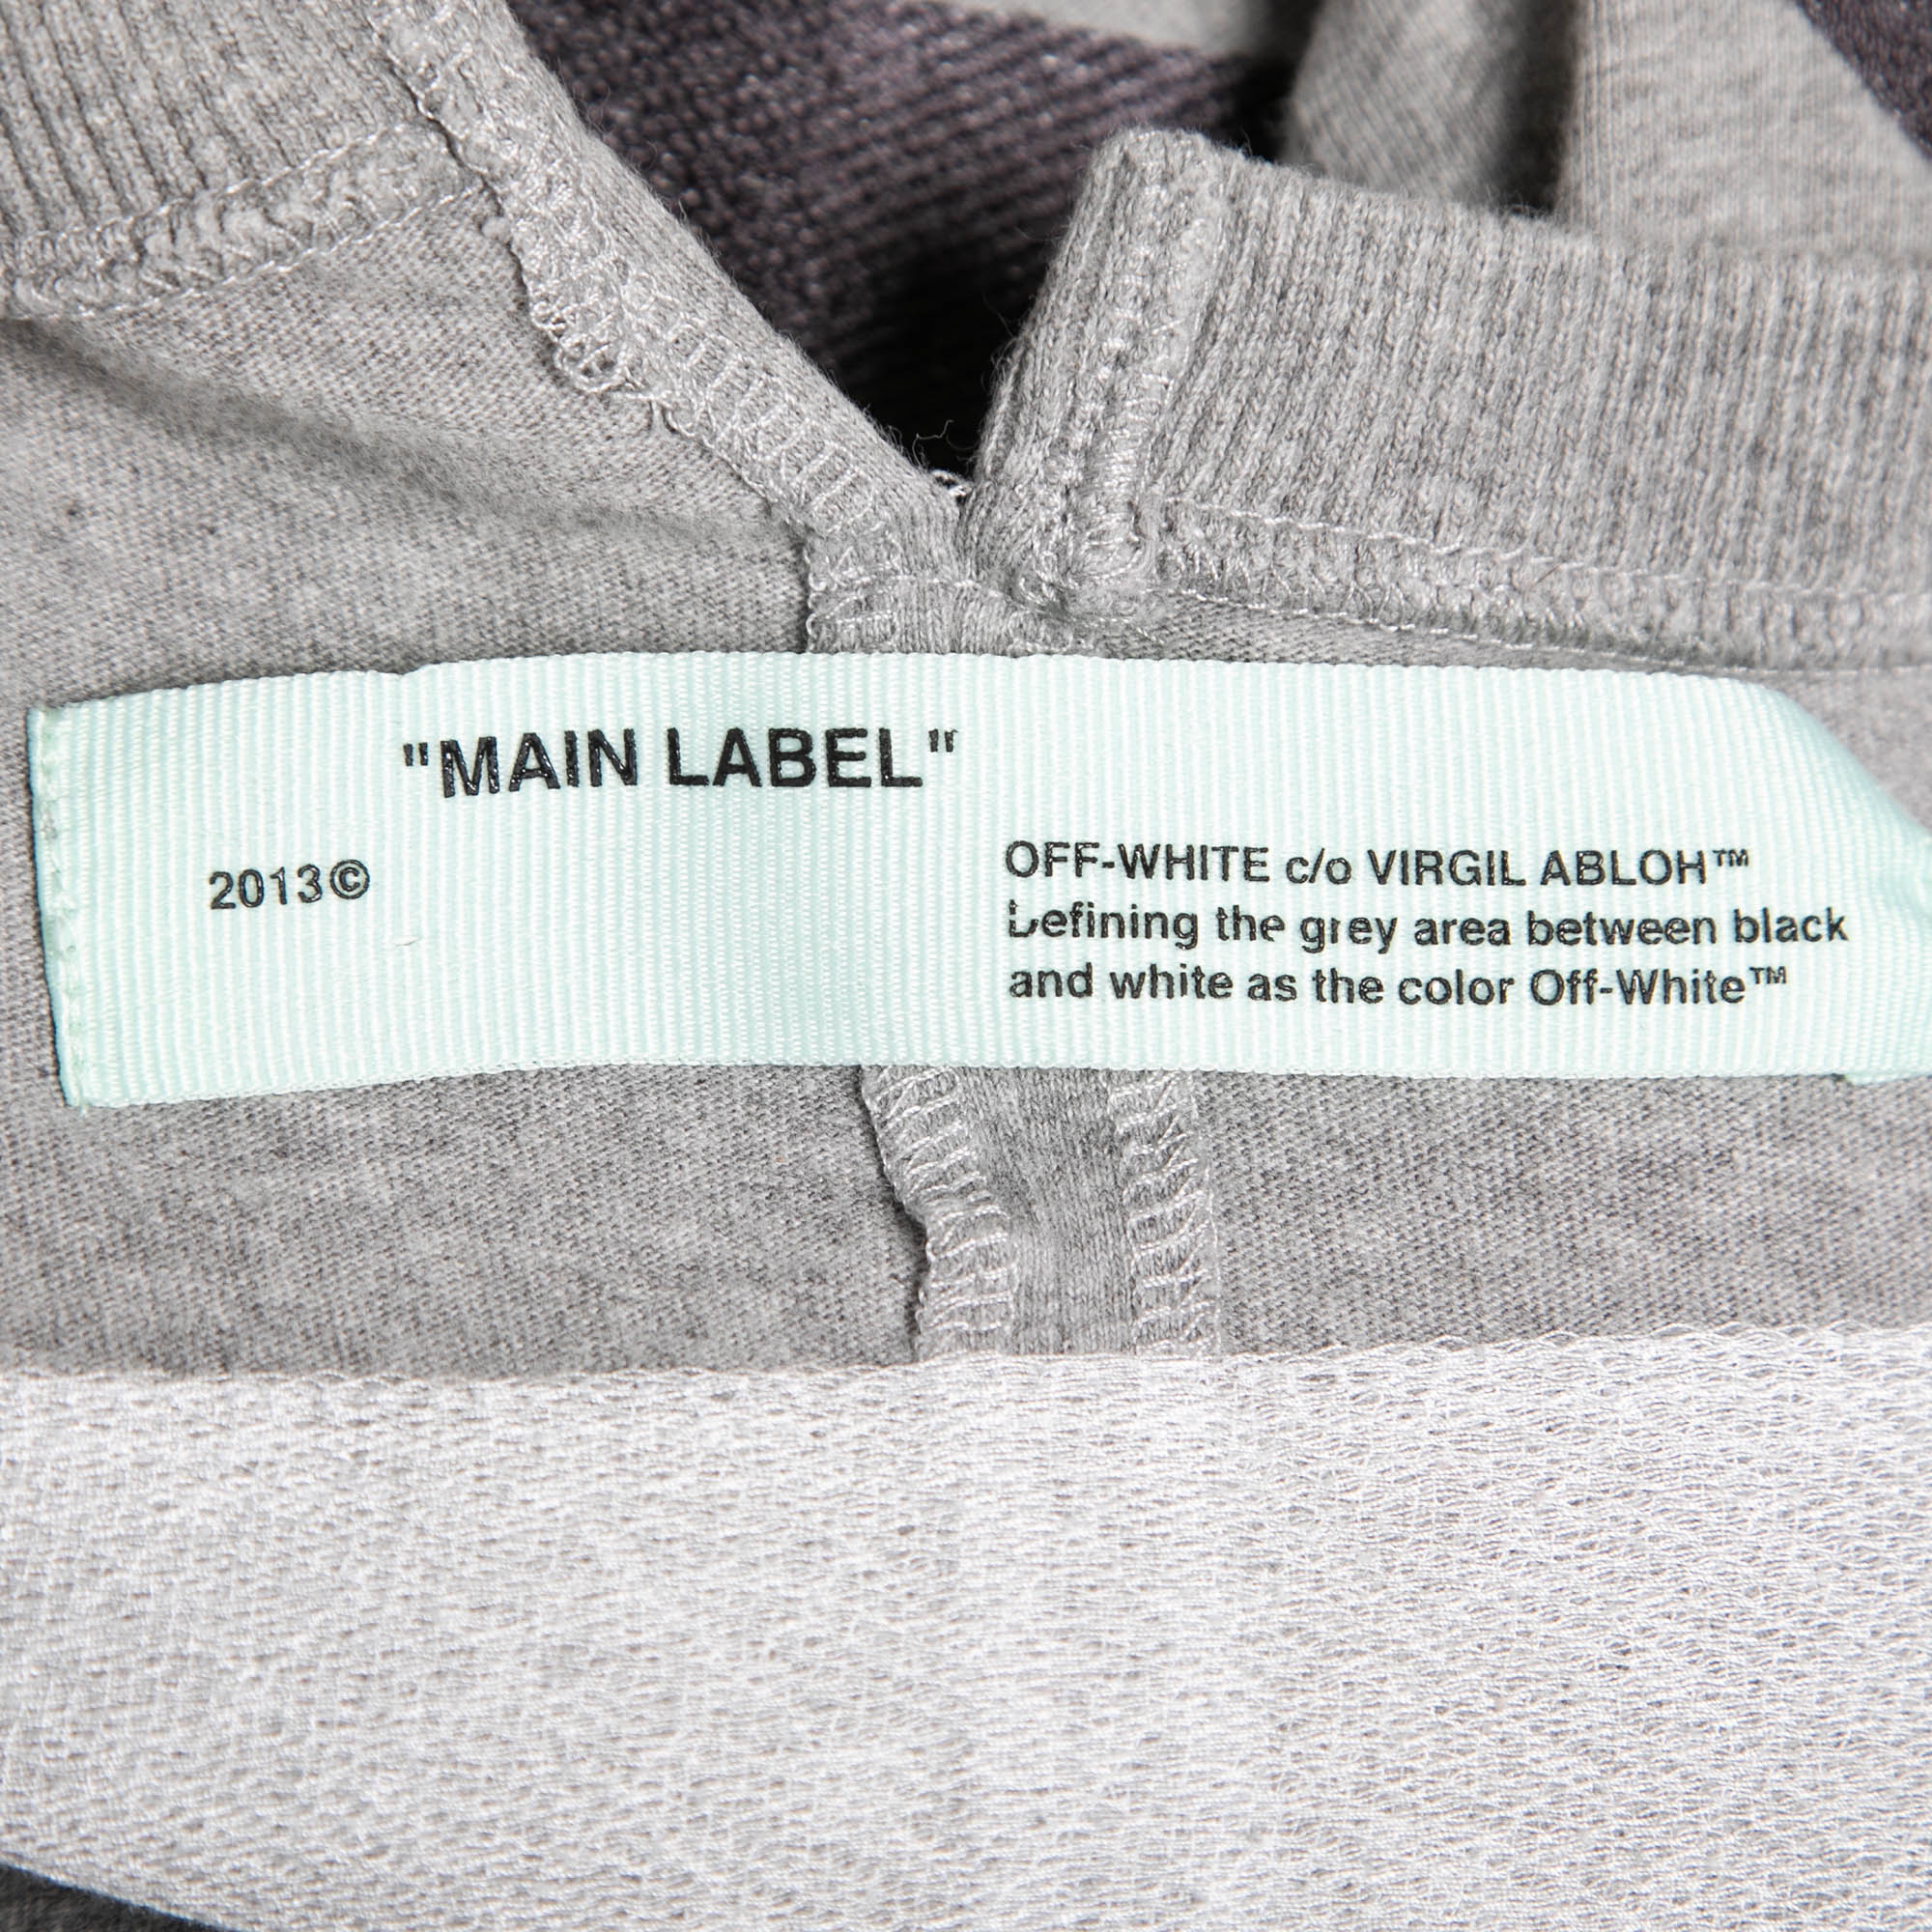 "MAIN LABEL"
2013©
OFF-WHITE c/o VIRGIL ABLOH™
Defining the grey area between black
and white as the color Off-White™